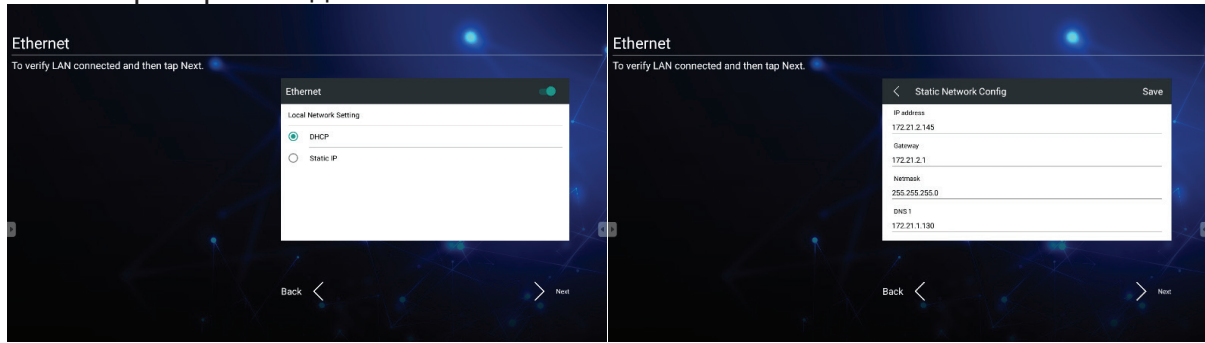 Ethernet
To verify LAN connected and then tap Next.
Ethernet
Local Network Setting
DHCP
Static IP
Back
Next
Ethernet
To verify LAN connected and then tap Next.
Static Network Config Save
IP address
172.21.2.145
Gateway
172.21.2.1
Netmask
255.255.255.0
DNS 1
172.21.1.130
Back
Next